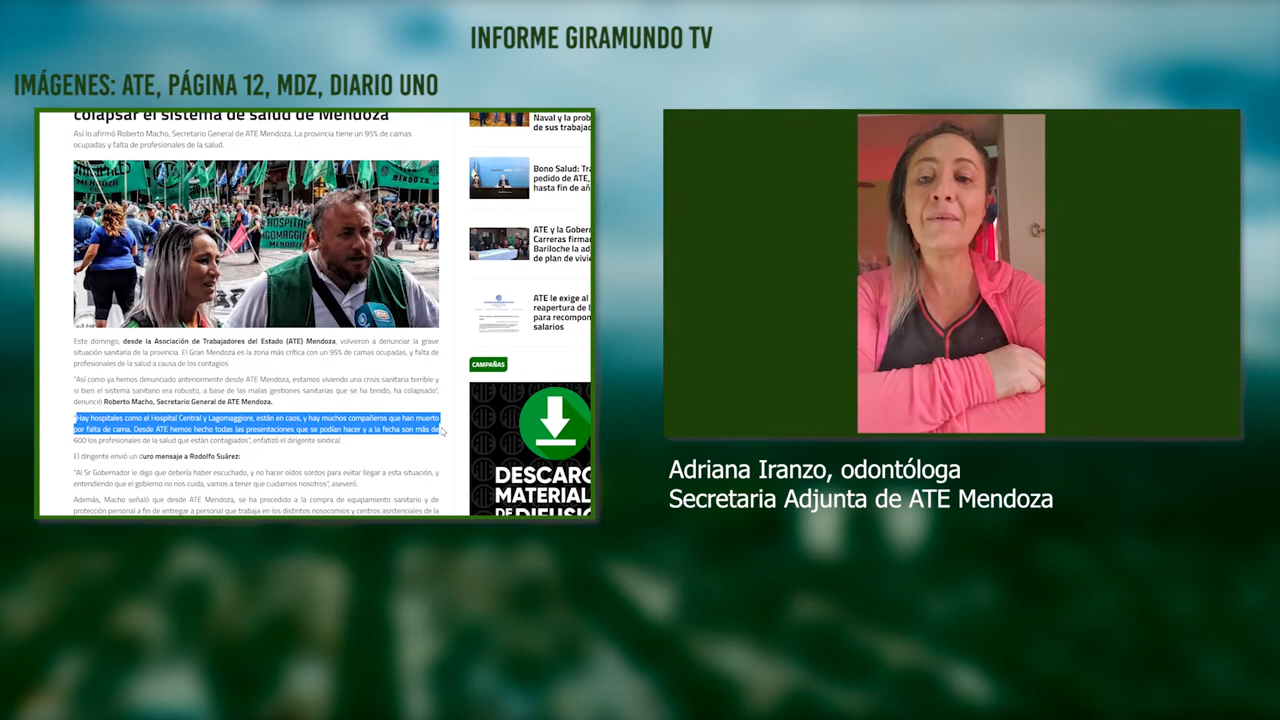 INFORME GIRAMUNDO TV
IMÁGENES: ATE, PÁGINA 12, MDZ, DIARIO UNO
colapsar el sistema de salud de Mendoza
Así lo afirmó Roberto Macho, Secretario General de ATE Mendoza. La provincia tiene un 95% de camas
ocupadas y falta de profesionales de la salud.
MENDOZA
HOSPITAL
LAGOMAGGIORE
MENDOZA
Este domingo, desde la Asociación de Trabajadores del Estado (ATE) Mendoza, volvieron a denunciar la grave
situación sanitaria de la provincia. El Gran Mendoza es la zona más crítica con un 95% de camas ocupadas, y falta de
profesionales de la salud a causa de los contagios
"Así como ya hemos denunciado anteriormente desde ATE Mendoza, estamos viviendo una crisis sanitaria terrible y
si bien el sistema sanitario era robusto, a base de las malas gestiones sanitarias que se ha tenido, ha colapsado",
denunció Roberto Macho, Secretario General de ATE Mendoza.
"Hay hospitales como el Hospital Central y Lagomaggiore, están en caos, y hay muchos compañeros que han muerto
por falta de cama. Desde ATE hemos hecho todas las presentaciones que se podían hacer y a la fecha son más de
600 los profesionales de la salud que están contagiados", enfatizó el dirigente sindical.
El dirigente envió un duro mensaje a Rodolfo Suárez:
"Al Sr Gobernador le digo que debería haber escuchado, y no hacer oídos sordos para evitar llegar a esta situación, y
entendiendo que el gobierno no nos cuida, vamos a tener que cuidarnos nosotros", aseveró.
Además, Macho señaló que desde ATE Mendoza, se ha procedido a la compra de equipamiento sanitario y de
protección personal a fin de entregar a personal que trabaja en los distintos nosocomios y centros asistenciales de la
Naval y la prob
de sus trabajad
Bono Salud: Tra
pedido de ATE,
hasta fin de añ
ATE y la Gober
Carreras firmar
Bariloche la ad
de plan de vivie
ATE le exige al
reapertura de l
para recompon
salarios
CAMPAÑAS
DESCARG
MATERIAL
DE DIFUSIÓ
Adriana Iranzo, odontóloga
Secretaria Adjunta de ATE Mendoza